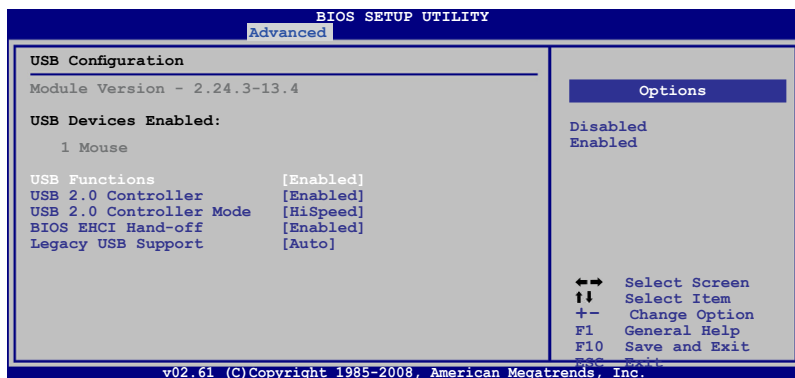 BIOS SETUP UTILITY
Advanced
USB Configuration
Module Version - 2.24.3-13.4
USB Devices Enabled:
1 Mouse
USB Functions [Enabled]
USB 2.0 Controller [Enabled]
USB 2.0 Controller Mode [HiSpeed]
BIOS EHCI Hand-off [Enabled]
Legacy USB Support [Auto]
Options
Disabled
Enabled
←→ Select Screen
↑↓ Select Item
+- Change Option
F1 General Help
F10 Save and Exit
ESC Exit
v02.61 (C)Copyright 1985-2008, American Megatrends, Inc.